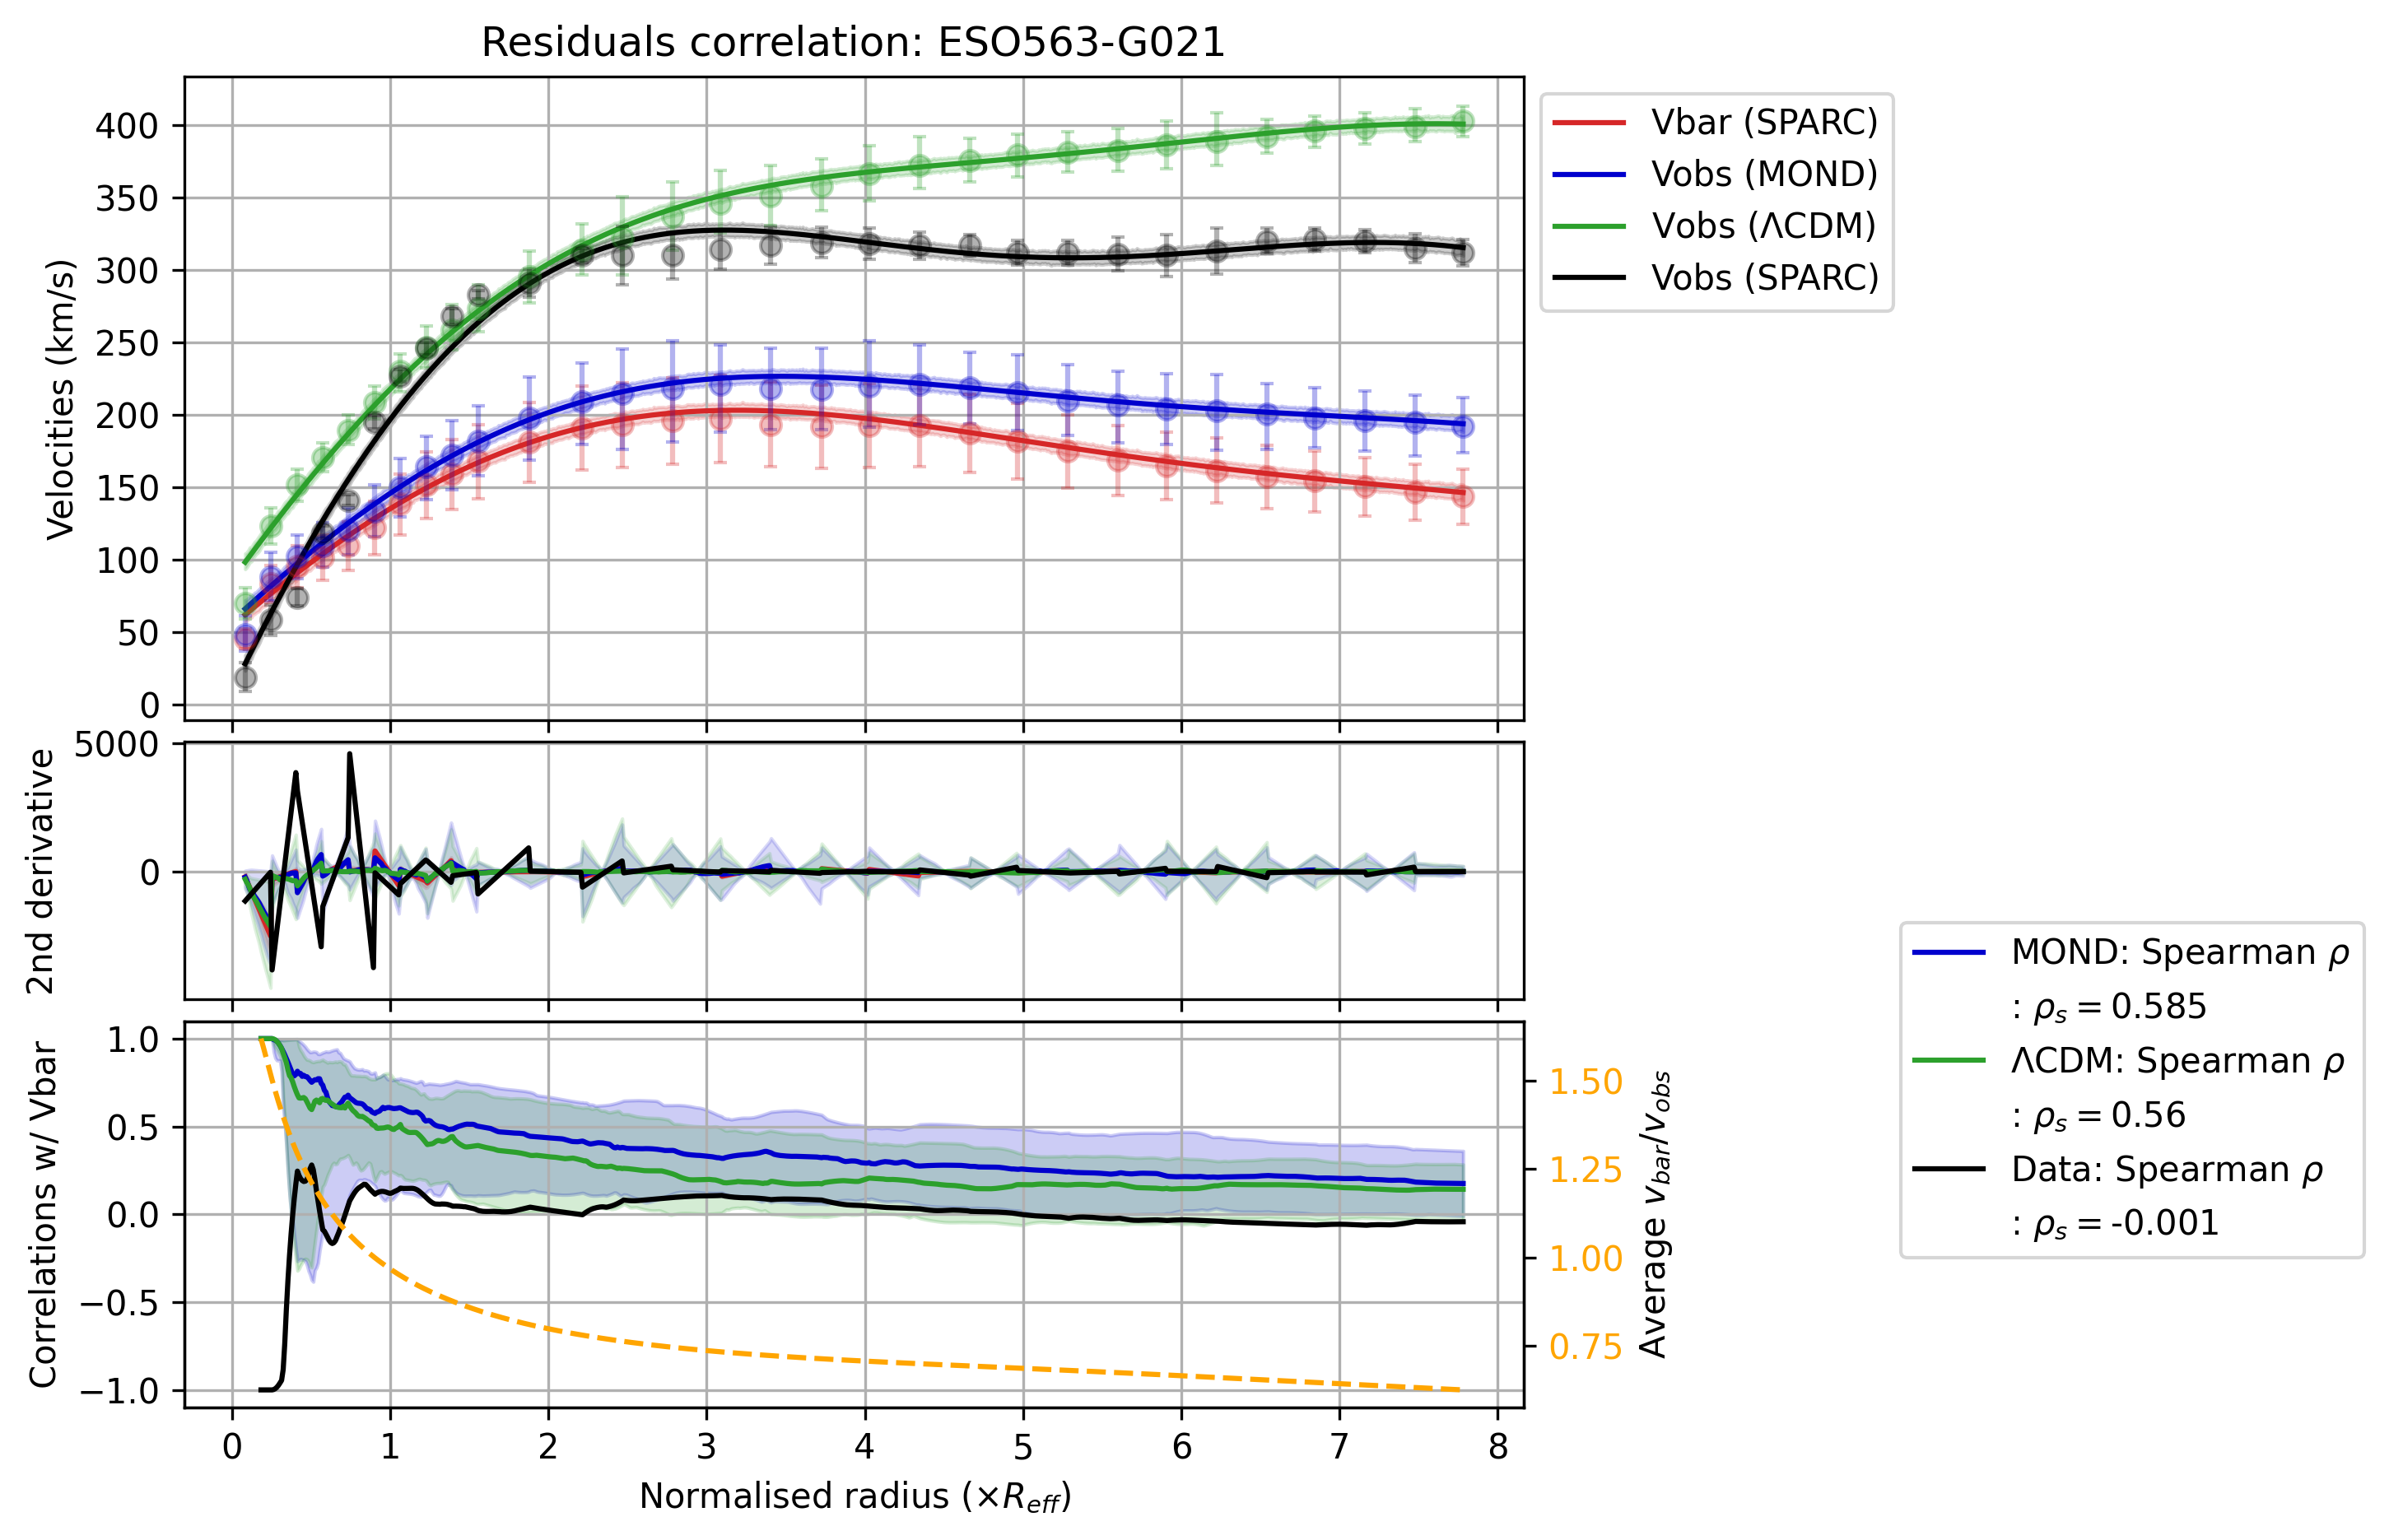 Residuals correlation: ESO563-G021
Velocities (km/s)
400
350
300
250
200
150
100
50
0
Vbar (SPARC)
Vobs (MOND)
Vobs (ΛCDM)
Vobs (SPARC)
2nd derivative
5000
0
Correlations w/ Vbar
1.0
0.5
0.0
−0.5
−1.0
1.50
1.25
1.00
0.75
Average v_bar/v_obs
MOND: Spearman ρ
: ρ_s = 0.585
ΛCDM: Spearman ρ
: ρ_s = 0.56
Data: Spearman ρ
: ρ_s = -0.001
0 1 2 3 4 5 6 7 8
Normalised radius (×R_eff)